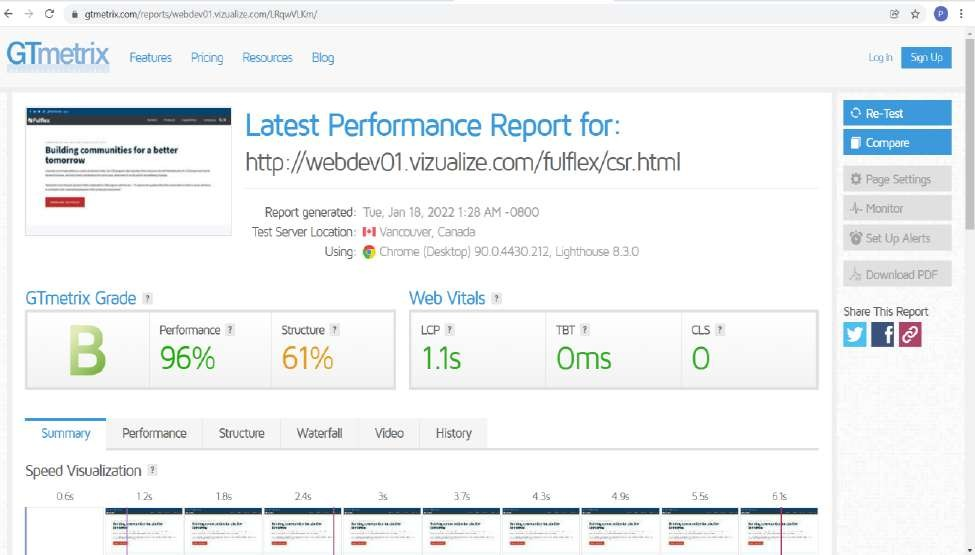 gtmetrix.com/reports/webdev01.vizualize.com/LRqwVLKm/
P
GTmetrix
Features Pricing Resources Blog
Log In Sign Up
Fulflex
Building communities for a better
tomorrow
Latest Performance Report for:
http://webdev01.vizualize.com/fulflex/csr.html
Report generated: Tue, Jan 18, 2022 1:28 AM -0800
Test Server Location: Vancouver, Canada
Using: Chrome (Desktop) 90.0.4430.212, Lighthouse 8.3.0
Re-Test
Compare
Page Settings
Monitor
Set Up Alerts
Download PDF
Share This Report
GTmetrix Grade ?
B
Performance ?
96%
Structure ?
61%
Web Vitals ?
LCP ?
1.1s
TBT ?
0ms
CLS ?
0
Summary Performance Structure Waterfall Video History
Speed Visualization ?
0.6s 1.2s 1.8s 2.4s 3s 3.7s 4.3s 4.9s 5.5s 6.1s